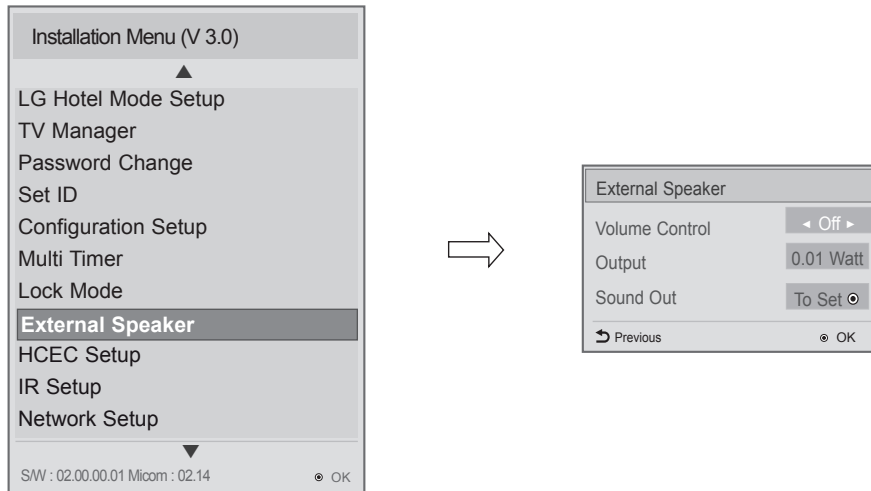 Installation Menu (V 3.0)
▲
LG Hotel Mode Setup
TV Manager
Password Change
Set ID
Configuration Setup
Multi Timer
Lock Mode
External Speaker
HCEC Setup
IR Setup
Network Setup
▼
S/W : 02.00.00.01 Micom : 02.14 ◉ OK
External Speaker
Volume Control ◄ Off ►
Output 0.01 Watt
Sound Out To Set ◉
⮌ Previous ◉ OK